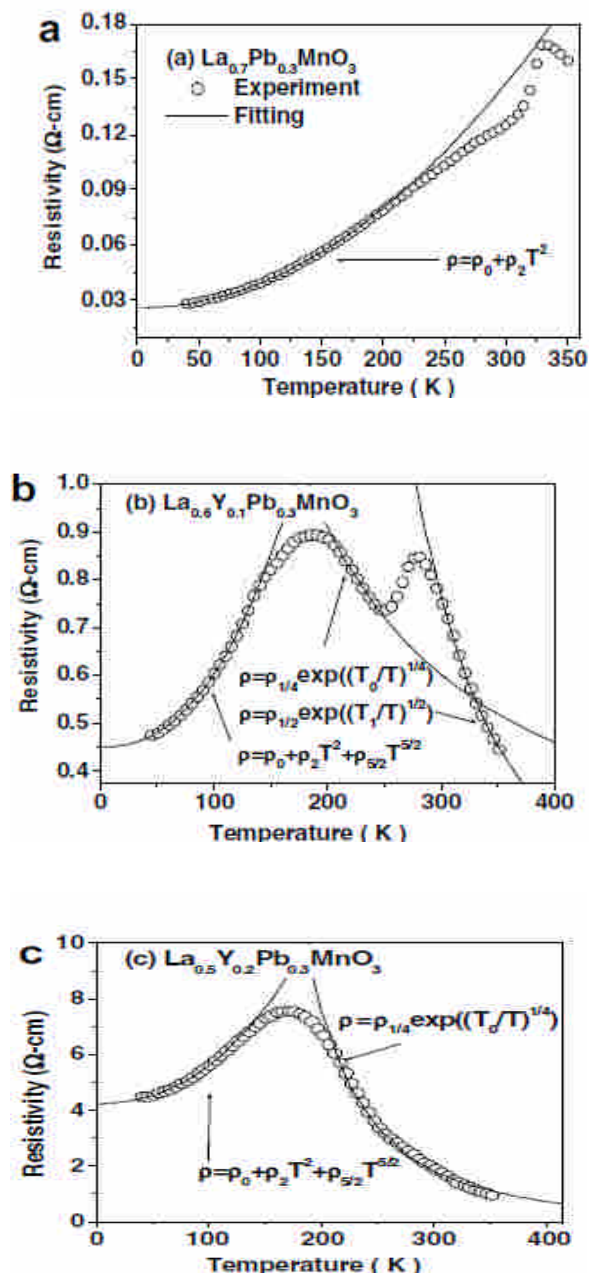 a
(a) La₀.₇Pb₀.₃MnO₃
Experiment
Fitting
ρ=ρ₀+ρ₂T²
Resistivity (Ω-cm)
0.18
0.15
0.12
0.09
0.06
0.03
0 50 100 150 200 250 300 350
Temperature ( K )
b
(b) La₀.₆Y₀.₁Pb₀.₃MnO₃
ρ=ρ₁/₄exp((T₀/T)¹/⁴)
ρ=ρ₁/₂exp((T₁/T)¹/²)
ρ=ρ₀+ρ₂T²+ρ₅/₂T⁵/²
Resistivity (Ω-cm)
1.0
0.9
0.8
0.7
0.6
0.5
0.4
0 100 200 300 400
Temperature ( K )
c
(c) La₀.₅Y₀.₂Pb₀.₃MnO₃
ρ=ρ₁/₄exp((T₀/T)¹/⁴)
ρ=ρ₀+ρ₂T²+ρ₅/₂T⁵/²
Resistivity (Ω-cm)
10
8
6
4
2
0
0 100 200 300 400
Temperature ( K )